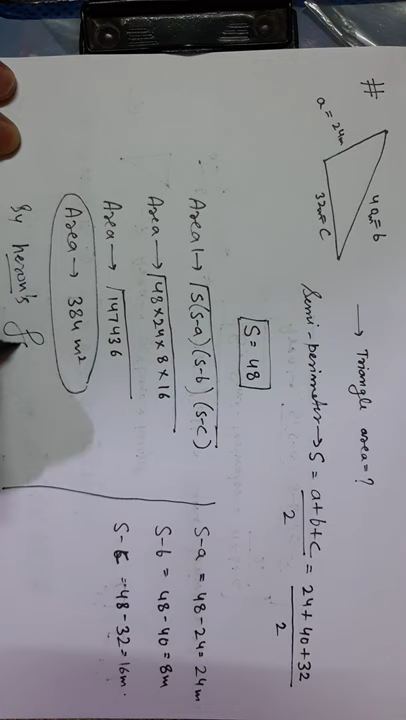 #
a = 24m
40m = b
32m = C
→ Triangle area = ?
Semi-perimeter → S = a+b+c / 2 = 24+40+32 / 2
S = 48
Area → √S(s-a)(s-b)(s-c)
Area → √48×24×8×16
Area → √147436
Area → 384 m²
By heron's
S-a = 48-24 = 24m
S-b = 48-40 = 8m
S-c = 48-32 = 16m.